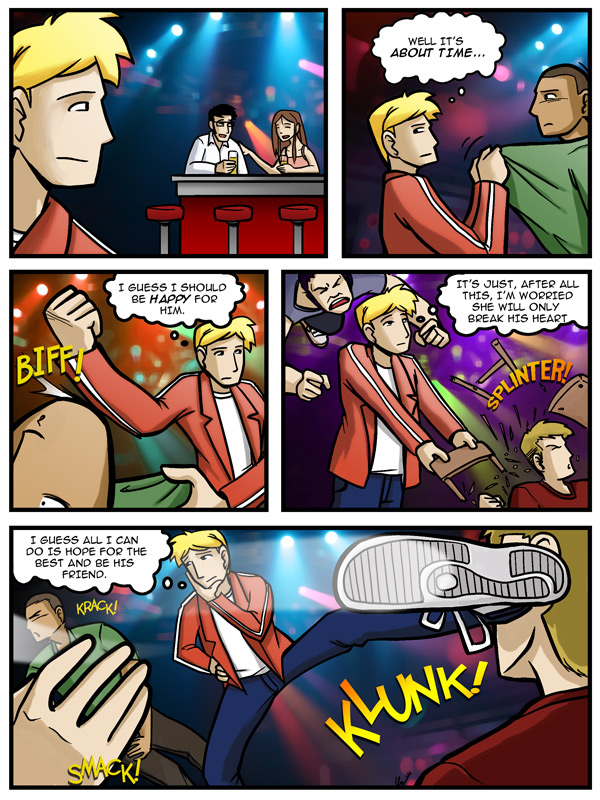 WELL IT'S
ABOUT TIME...
I GUESS I SHOULD
BE HAPPY FOR
HIM.
BIFF!
IT'S JUST, AFTER ALL
THIS, I'M WORRIED
SHE WILL ONLY
BREAK HIS HEART.
SPLINTER!
I GUESS ALL I CAN
DO IS HOPE FOR THE
BEST AND BE HIS
FRIEND.
KRACK!
KLUNK!
SMACK!